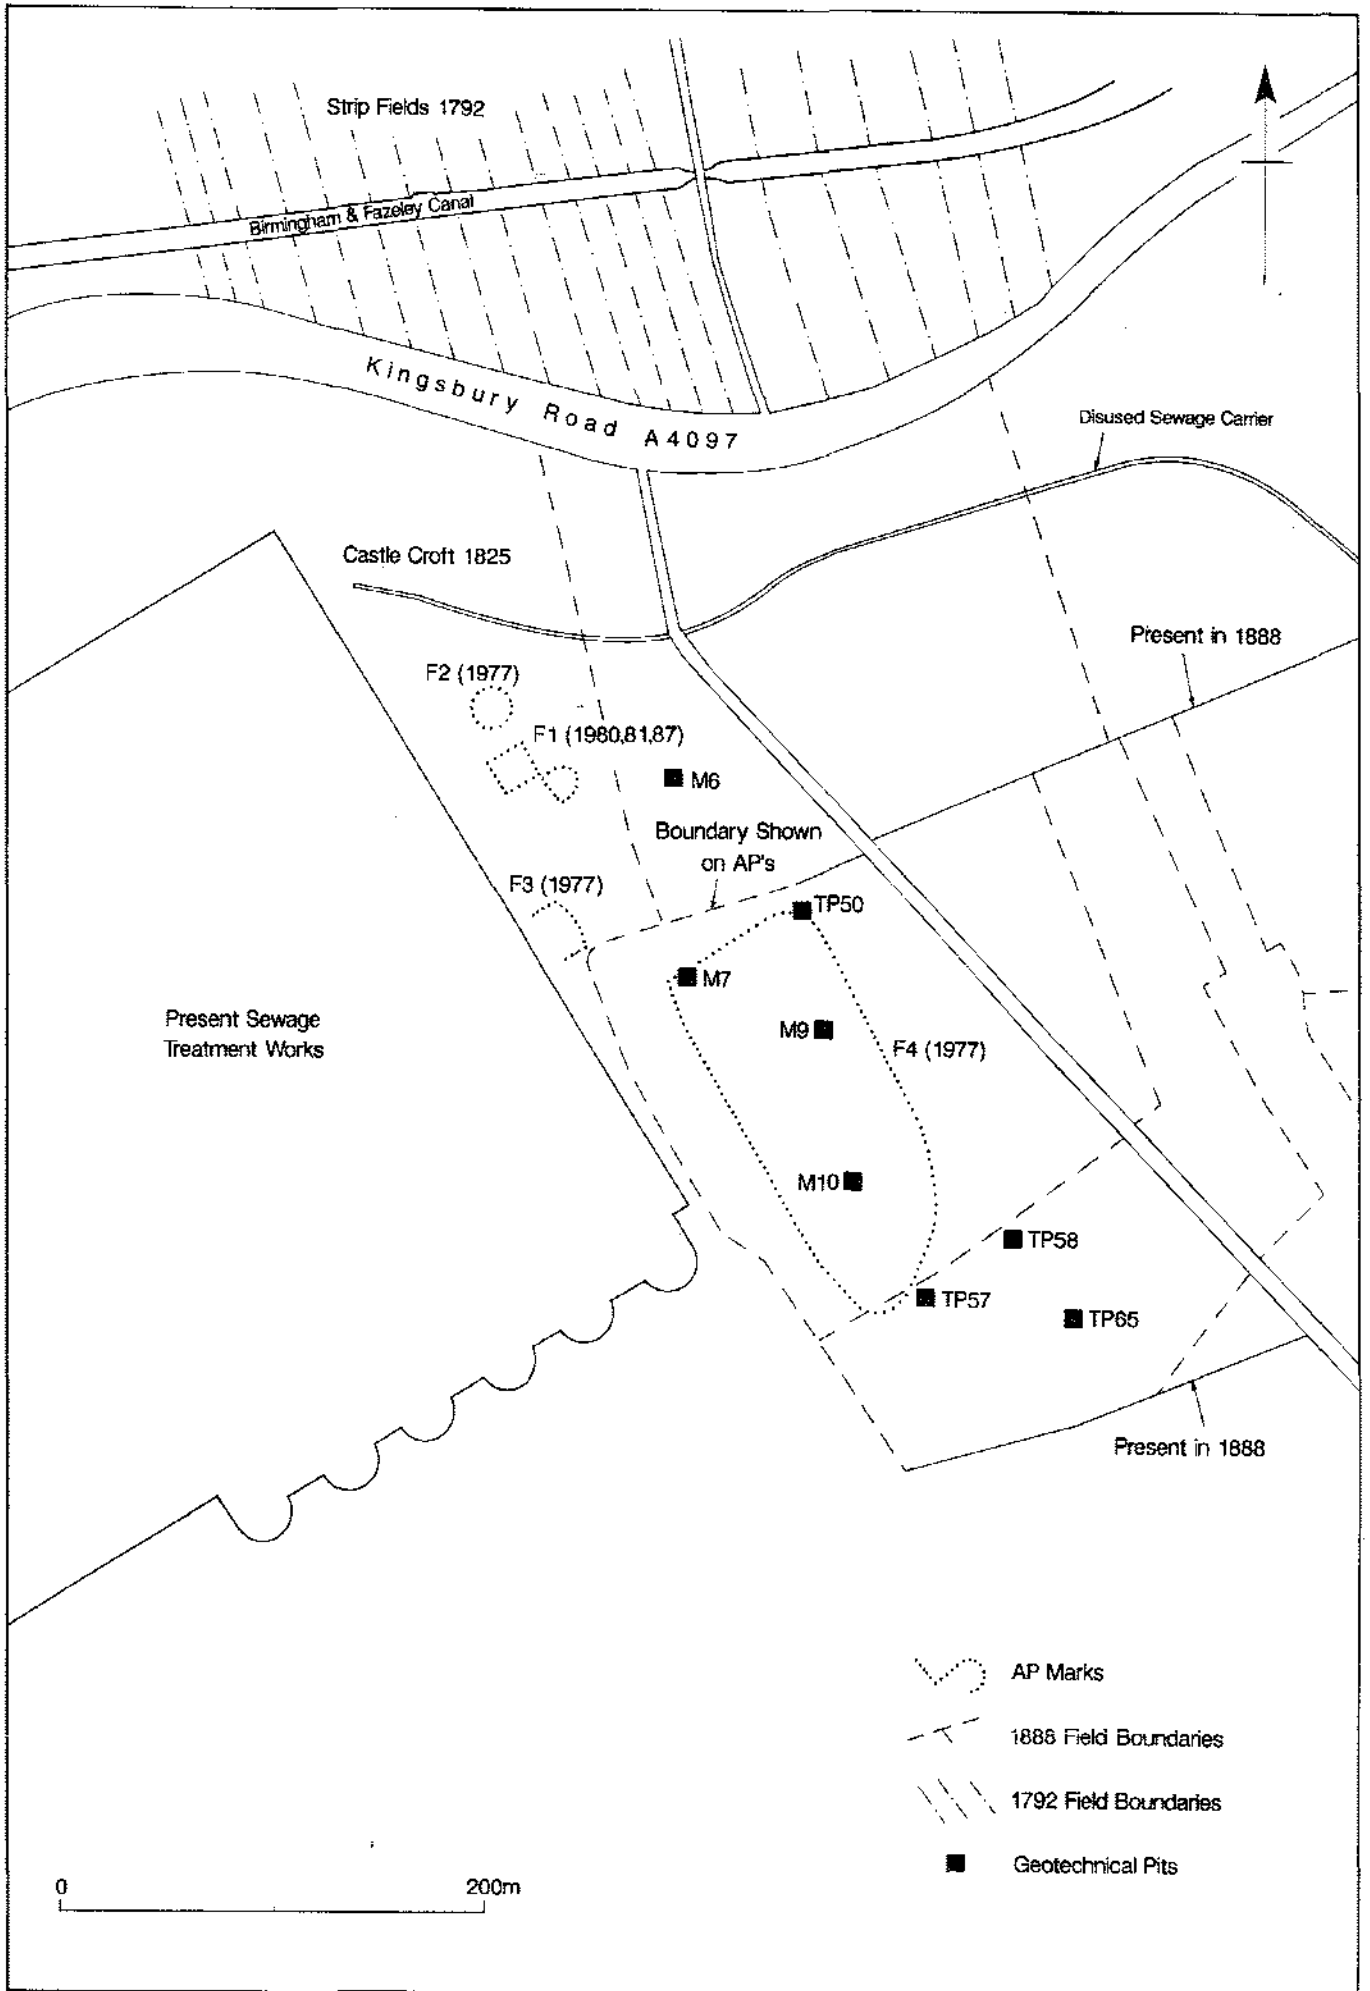 Strip Fields 1792
Birmingham & Fazeley Canal
Kingsbury Road A4097
Disused Sewage Carrier
Castle Croft 1825
Present in 1888
F2 (1977)
F1 (1980,81,87)
M6
Boundary Shown
on AP's
F3 (1977)
TP50
M7
Present Sewage
Treatment Works
M9
F4 (1977)
M10
TP58
TP57
TP65
Present in 1888
AP Marks
1888 Field Boundaries
1792 Field Boundaries
Geotechnical Pits
0
200m